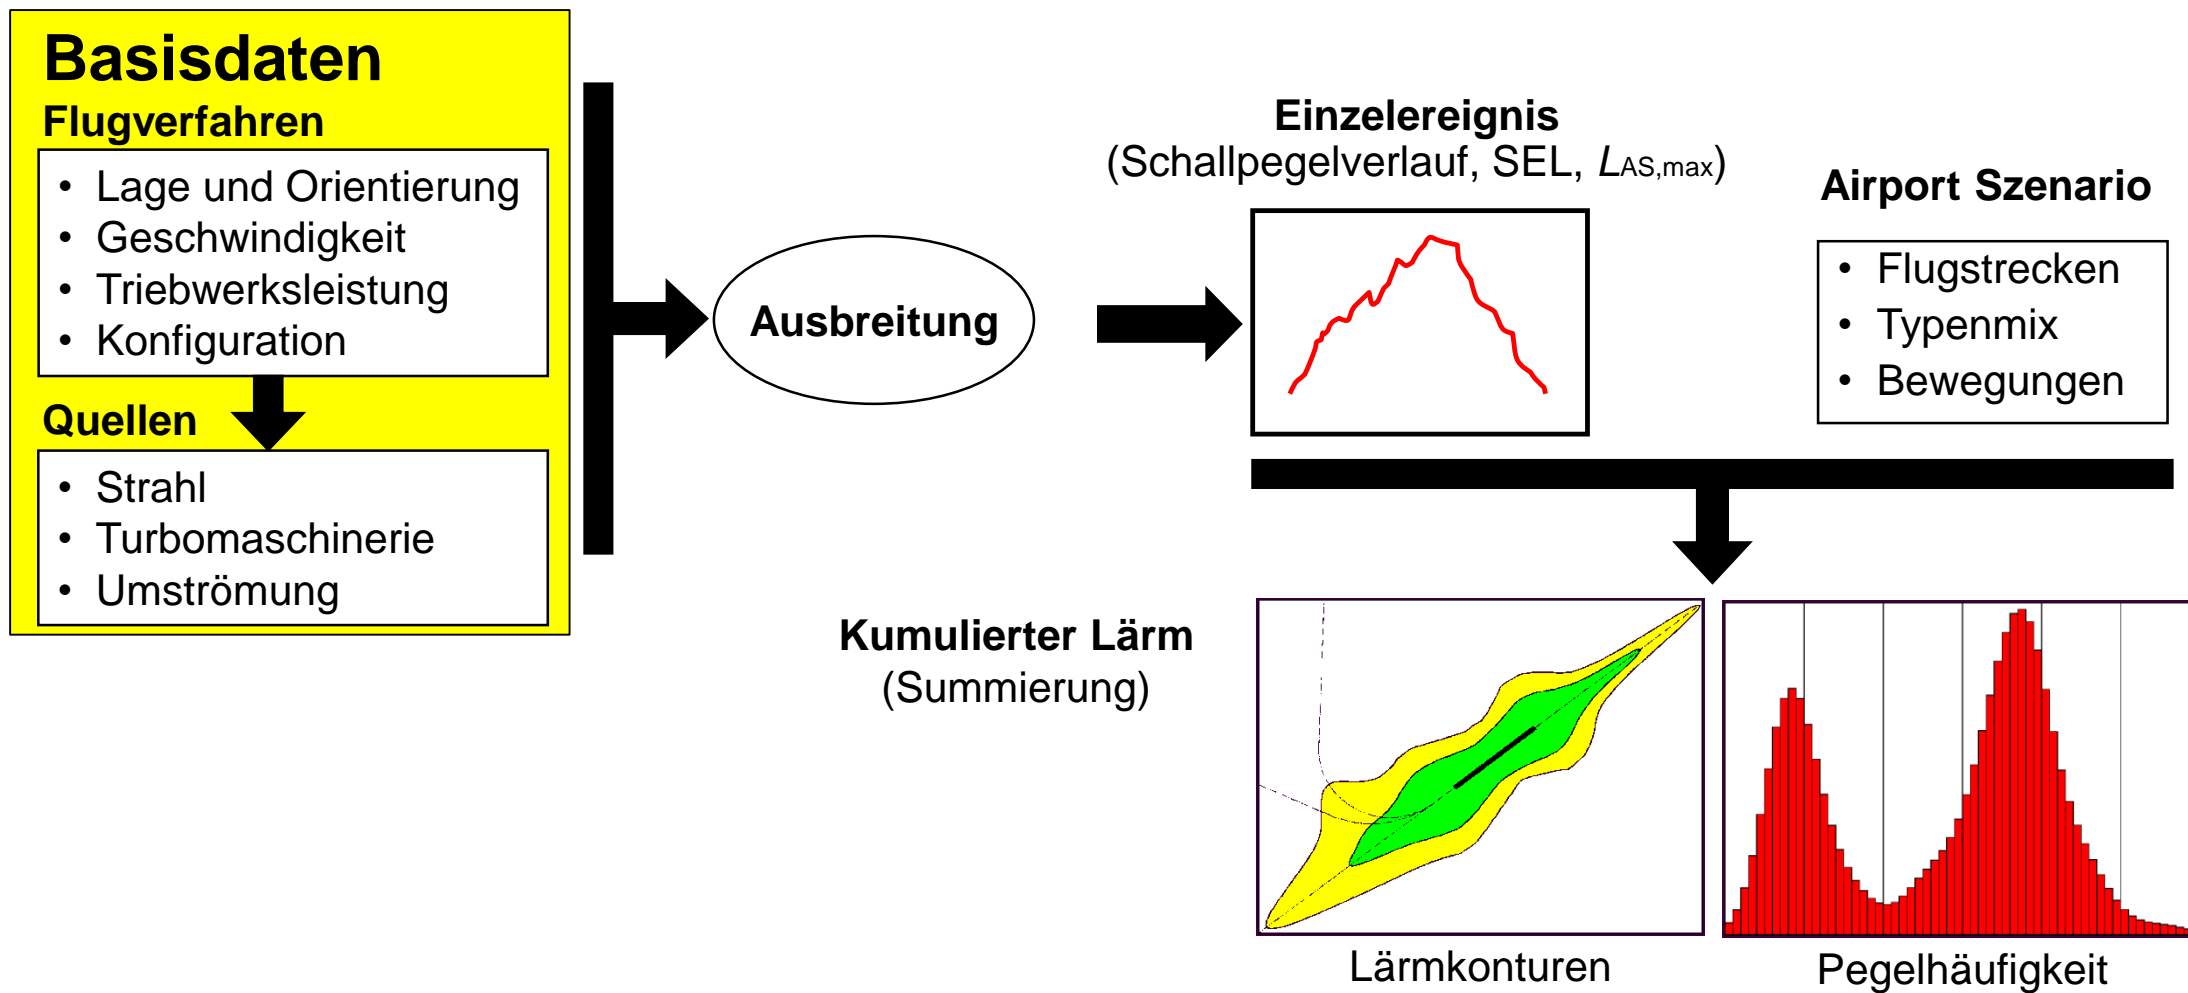 Basisdaten
Flugverfahren
• Lage und Orientierung
• Geschwindigkeit
• Triebwerksleistung
• Konfiguration
Quellen
• Strahl
• Turbomaschinerie
• Umströmung
Ausbreitung
Einzelereignis
(Schallpegelverlauf, SEL, LAS,max)
Airport Szenario
• Flugstrecken
• Typenmix
• Bewegungen
Kumulierter Lärm
(Summierung)
Lärmkonturen
Pegelhäufigkeit